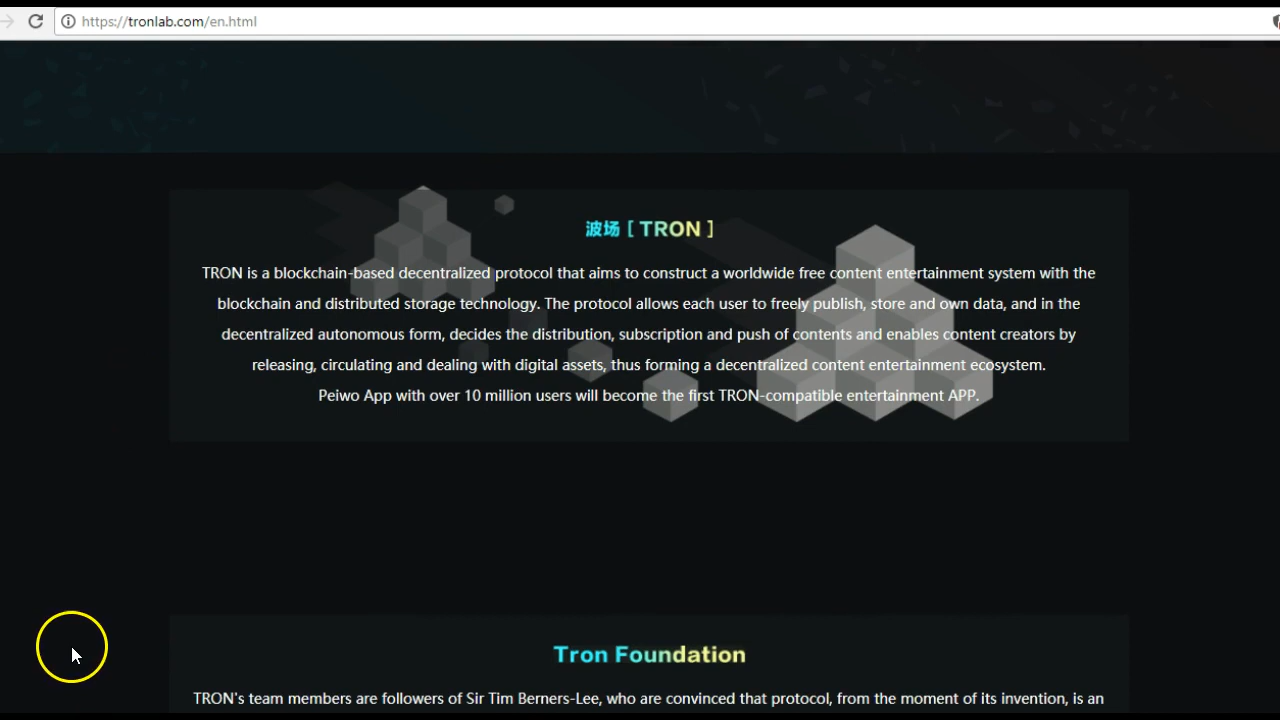 https://tronlab.com/en.html
波场 [ TRON ]
TRON is a blockchain-based decentralized protocol that aims to construct a worldwide free content entertainment system with the
blockchain and distributed storage technology. The protocol allows each user to freely publish, store and own data, and in the
decentralized autonomous form, decides the distribution, subscription and push of contents and enables content creators by
releasing, circulating and dealing with digital assets, thus forming a decentralized content entertainment ecosystem.
Peiwo App with over 10 million users will become the first TRON-compatible entertainment APP.
Tron Foundation
TRON's team members are followers of Sir Tim Berners-Lee, who are convinced that protocol, from the moment of its invention, is an